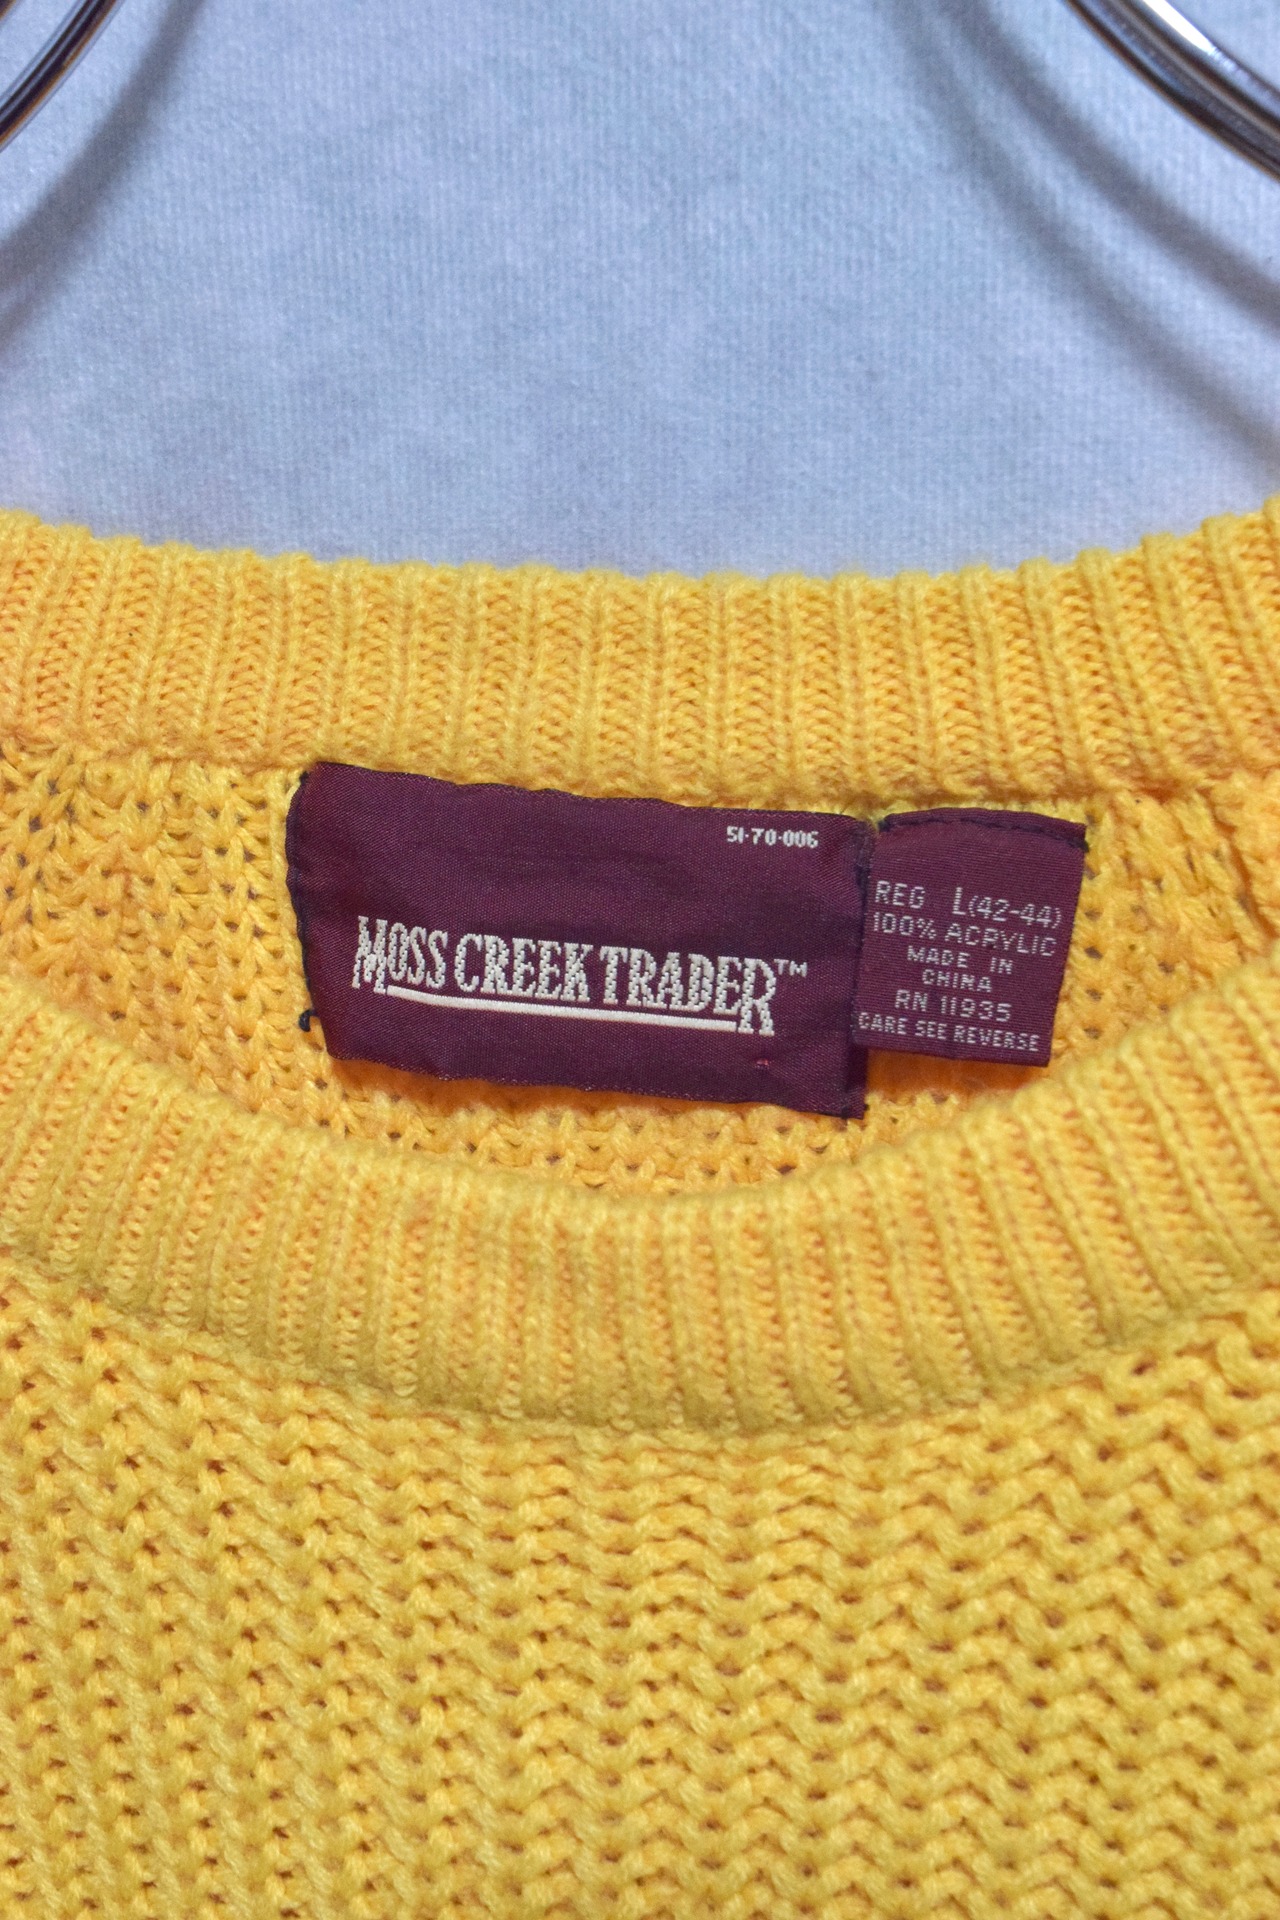 51-70-006
MOSS CREEK TRADER™
REG L(42-44)
100% ACRYLIC
MADE IN
CHINA
RN 11935
CARE SEE REVERSE